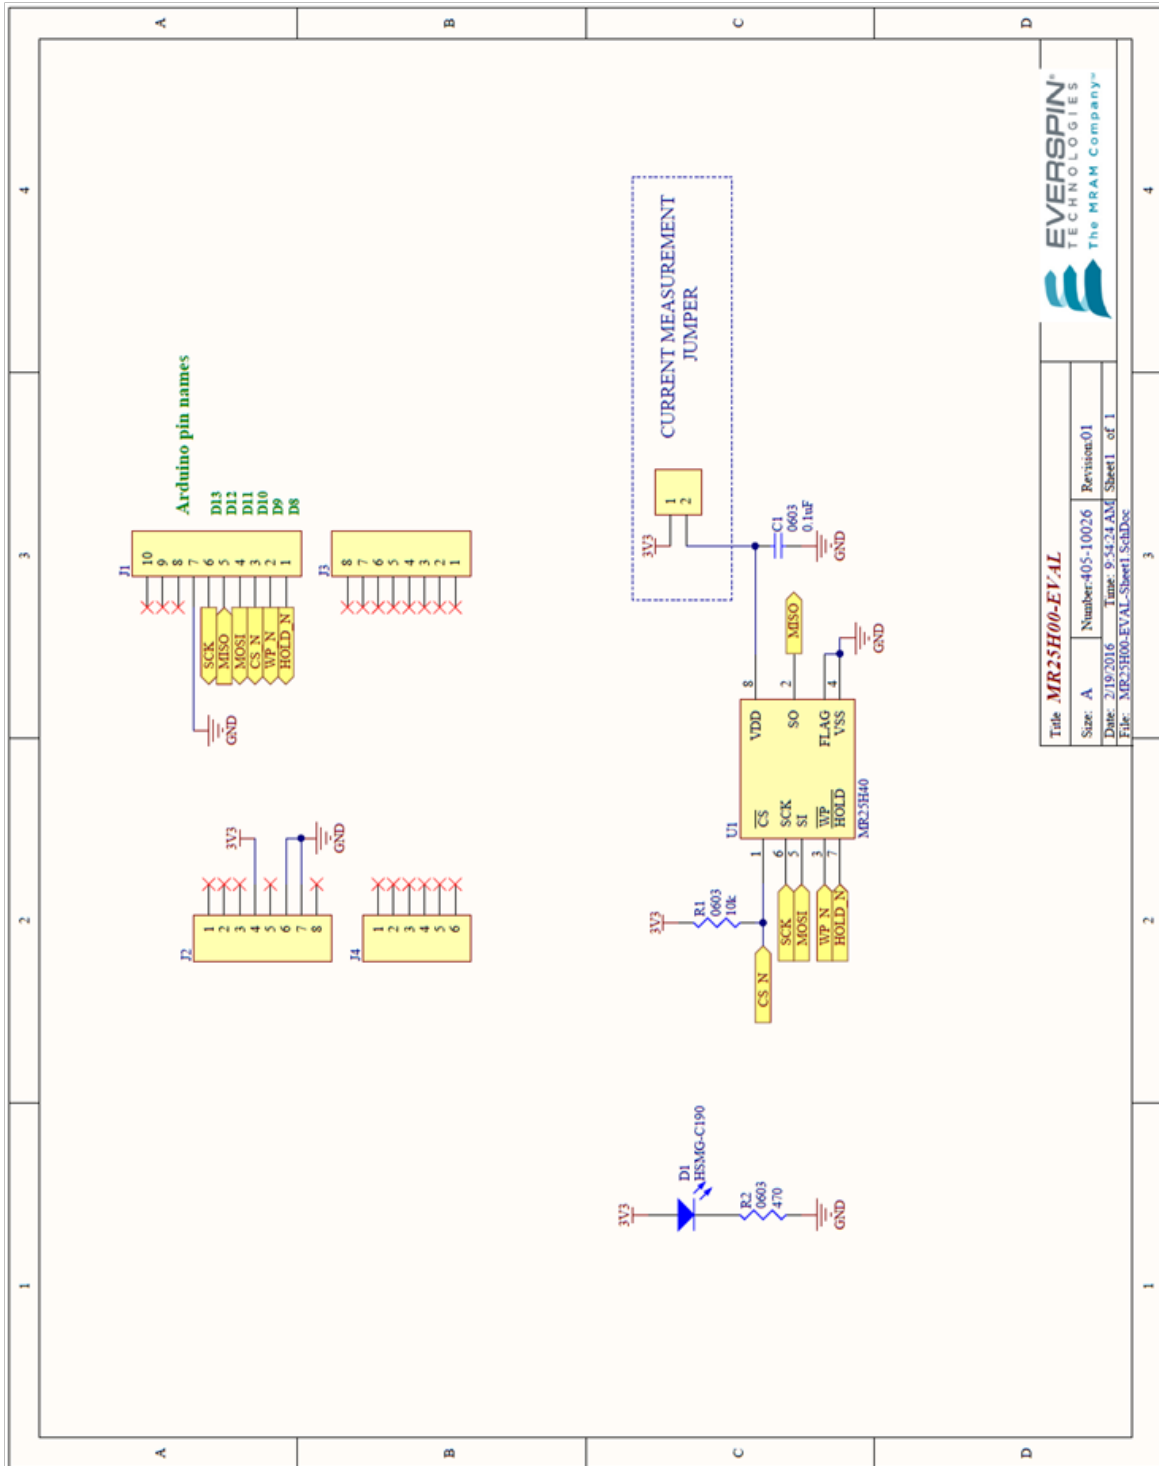 1
2
3
4
A
B
C
D
J2
1
2
3
4
5
6
7
8
3V3
GND
J1
10
9
8
7
6
5
4
3
2
1
Arduino pin names
D13
D12
D11
D10
D9
D8
SCK
MISO
MOSI
CS_N
WP_N
HOLD_N
GND
J4
1
2
3
4
5
6
J3
8
7
6
5
4
3
2
1
3V3
D1
HSMG-C190
R2
0603
470
GND
3V3
R1
0603
10k
CS_N
SCK
MOSI
WP_N
HOLD_N
1
6
5
3
7
U1
CS
SCK
SI
WP
HOLD
VDD
SO
FLAG
VSS
MR25H40
8
2
4
MISO
GND
3V3
1
2
CURRENT MEASUREMENT
JUMPER
C1
0603
0.1uF
GND
Title MR25H00-EVAL
Size: A Number:405-10026 Revision:01
Date: 2/19/2016 Time: 9:54:24 AM Sheet1 of 1
File: MR25H00-EVAL-Sheet1.SchDoc
EVERSPIN®
TECHNOLOGIES
The MRAM Company™
A
B
C
D
1
2
3
4